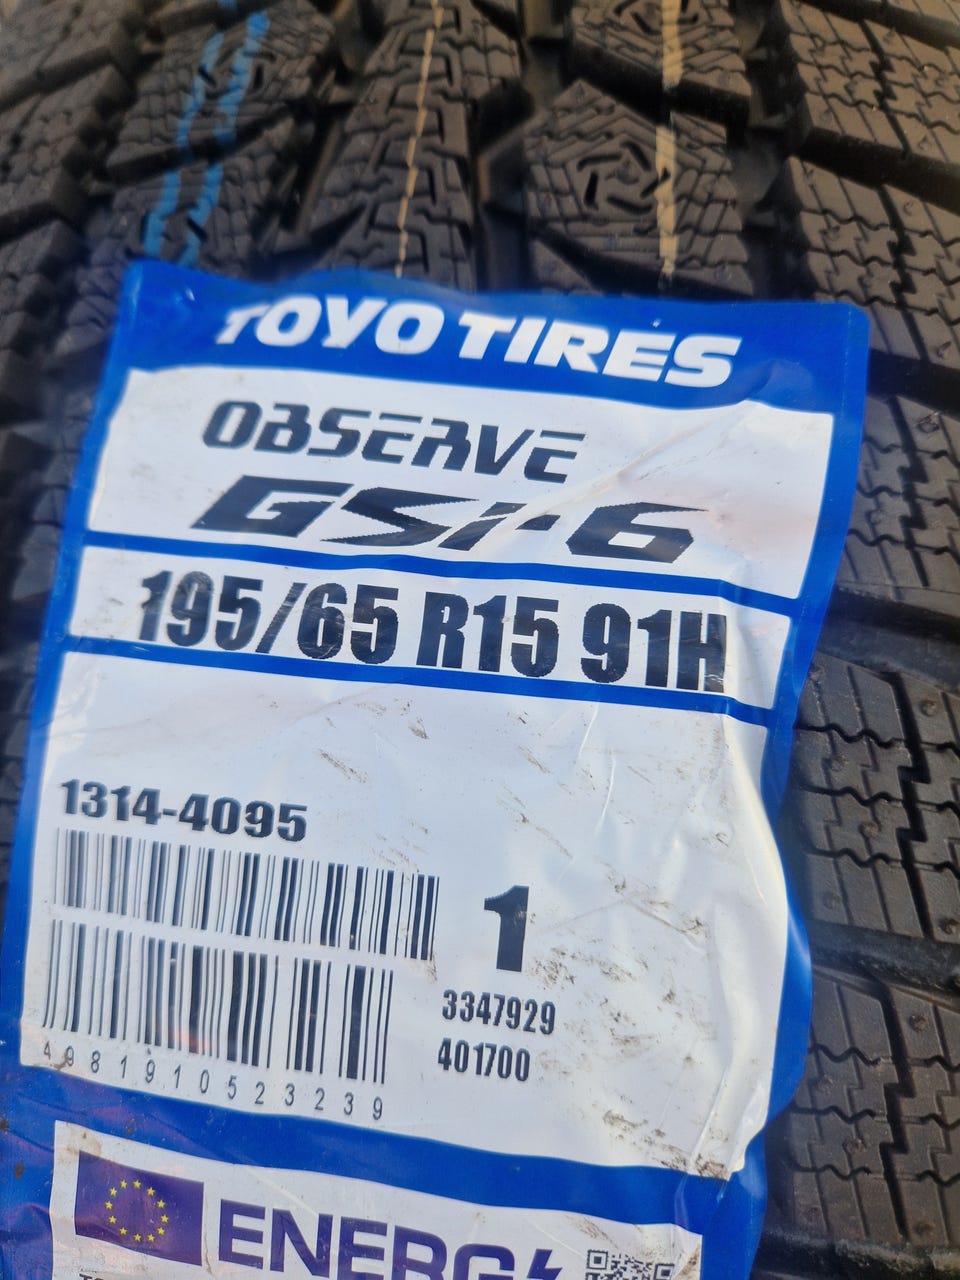 TOYO TIRES
OBSERVE
GSi-6
195/65 R15 91H
1314-4095
1
3347929
401700
4981910523239
ENERG